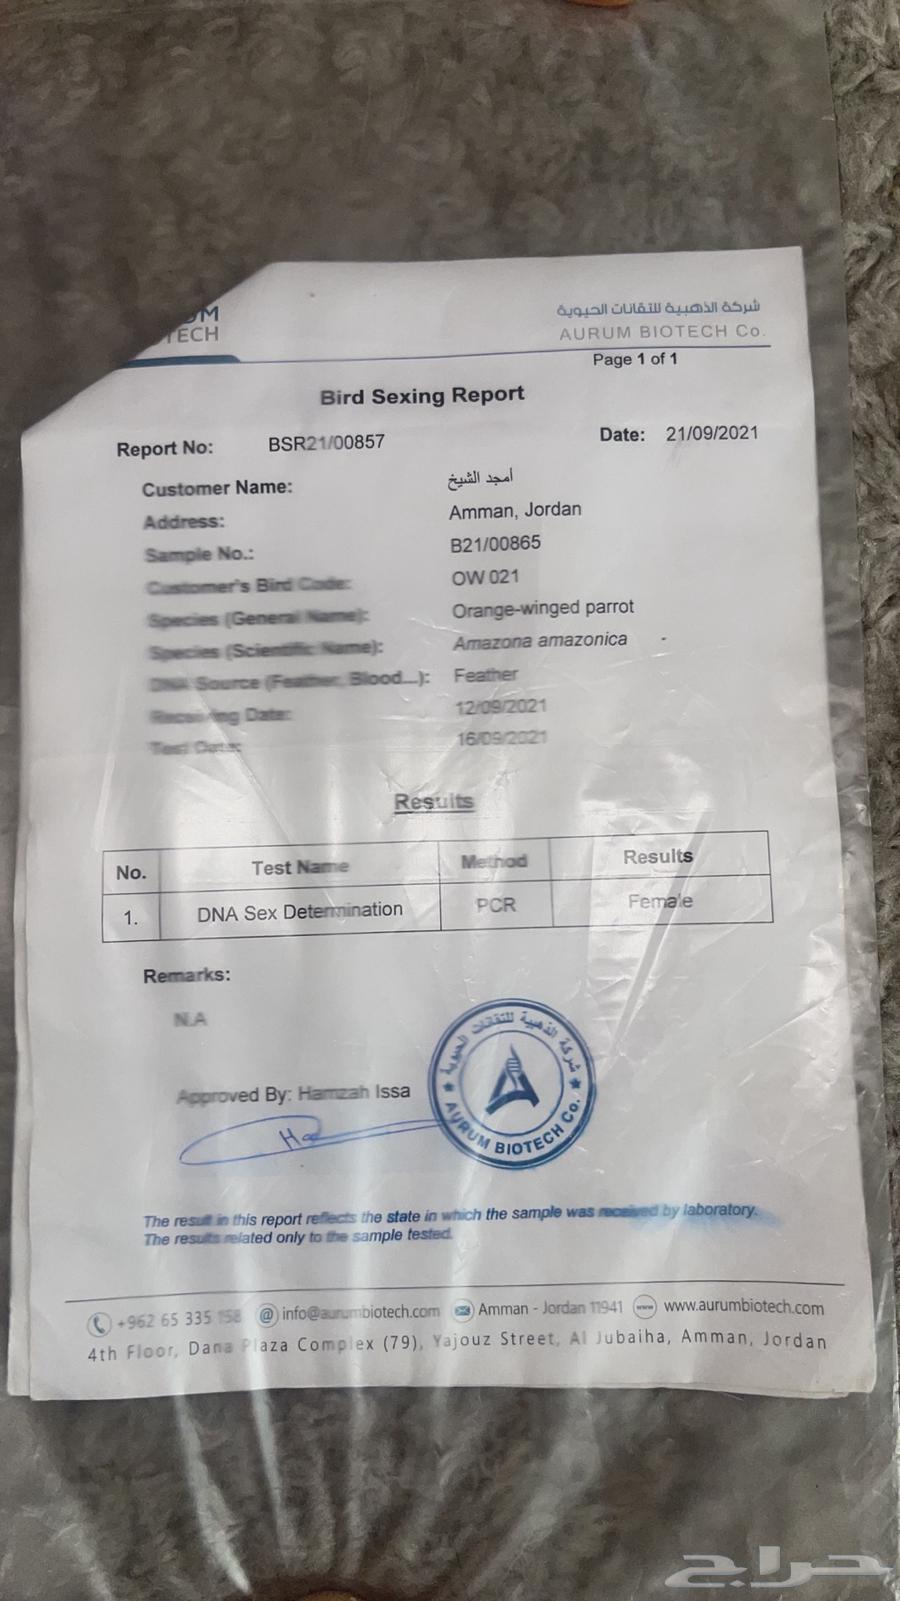 UM
TECH
شركة الذهبية للتقانات الحيوية
AURUM BIOTECH Co.
Page 1 of 1
Bird Sexing Report
Report No: BSR21/00857 Date: 21/09/2021
Customer Name: أمجد الشيخ
Address: Amman, Jordan
Sample No.: B21/00865
Customer's Bird Code: OW 021
Species (General Name): Orange-winged parrot
Species (Scientific Name): Amazona amazonica -
DNA Source (Feather, Blood...): Feather
Receiving Date: 12/09/2021
Test Date: 16/09/2021
Results
No. Test Name Method Results
1. DNA Sex Determination PCR Female
Remarks:
N.A
Approved By: Hamzah Issa
شركة الذهبية للتقانات الحيوية
AURUM BIOTECH Co.
The result in this report reflects the state in which the sample was received by laboratory.
The results related only to the sample tested.
+962 65 335 158 info@aurumbiotech.com Amman - Jordan 11941 www www.aurumbiotech.com
4th Floor, Dana Plaza Complex (79), Yajouz Street, Al Jubaiha, Amman, Jordan
حراج